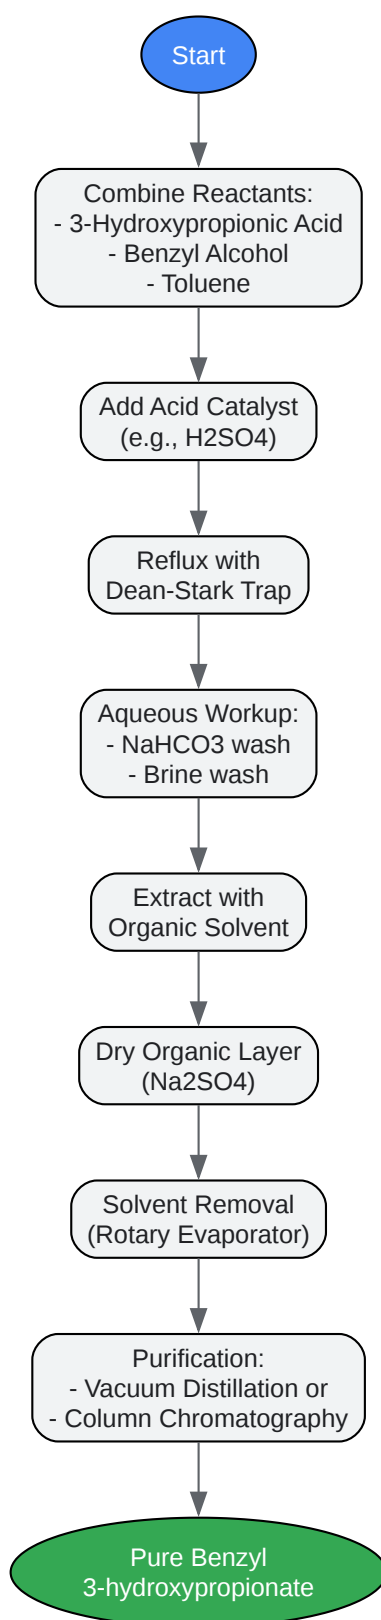 Start
Combine Reactants:
- 3-Hydroxypropionic Acid
- Benzyl Alcohol
- Toluene
Add Acid Catalyst
(e.g., H2SO4)
Reflux with
Dean-Stark Trap
Aqueous Workup:
- NaHCO3 wash
- Brine wash
Extract with
Organic Solvent
Dry Organic Layer
(Na2SO4)
Solvent Removal
(Rotary Evaporator)
Purification:
- Vacuum Distillation or
- Column Chromatography
Pure Benzyl
3-hydroxypropionate